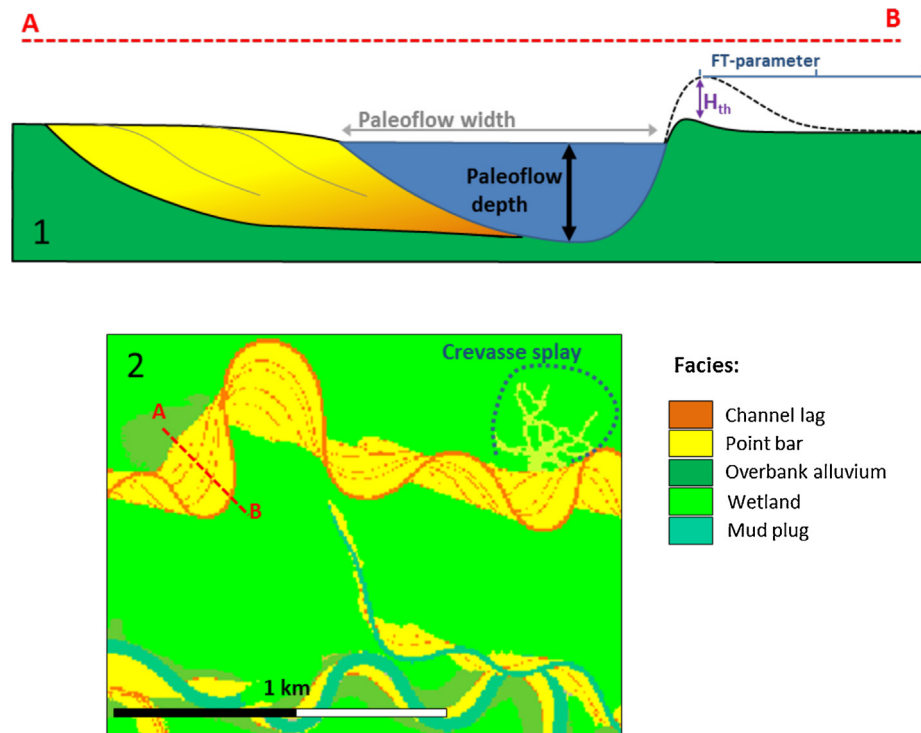 A
B
FT-parameter
H_th
Paleoflow width
Paleoflow
depth
1
2
Crevasse splay
A
B
1 km
Facies:
Channel lag
Point bar
Overbank alluvium
Wetland
Mud plug